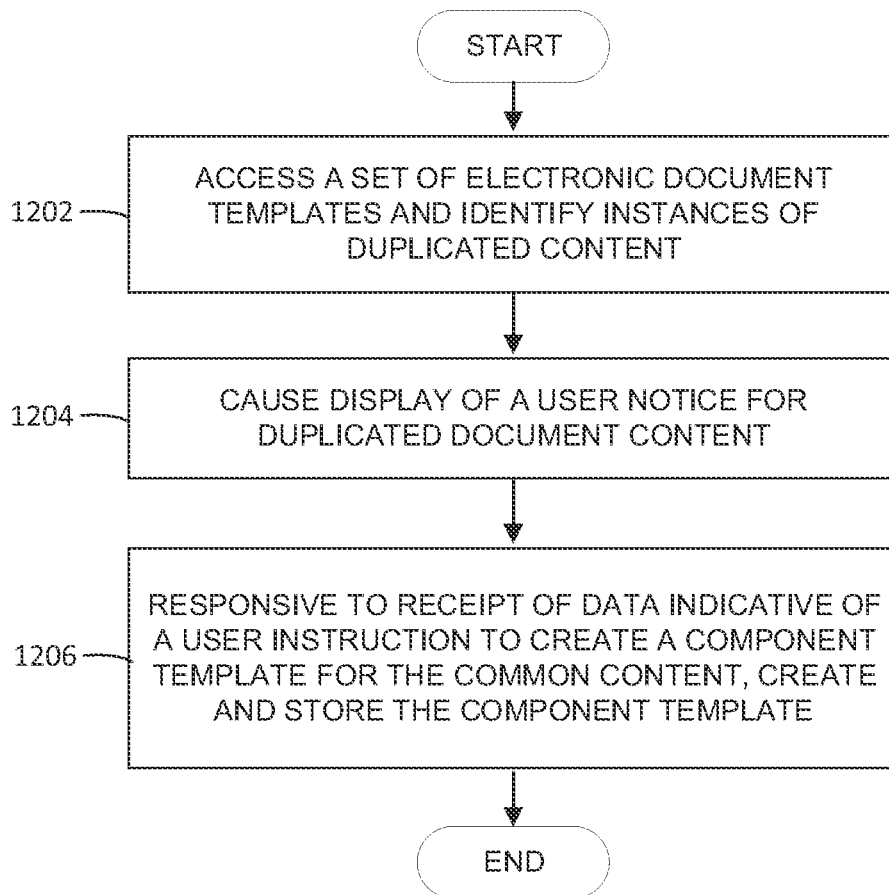 START
1202
ACCESS A SET OF ELECTRONIC DOCUMENT
TEMPLATES AND IDENTIFY INSTANCES OF
DUPLICATED CONTENT
1204
CAUSE DISPLAY OF A USER NOTICE FOR
DUPLICATED DOCUMENT CONTENT
1206
RESPONSIVE TO RECEIPT OF DATA INDICATIVE OF
A USER INSTRUCTION TO CREATE A COMPONENT
TEMPLATE FOR THE COMMON CONTENT, CREATE
AND STORE THE COMPONENT TEMPLATE
END